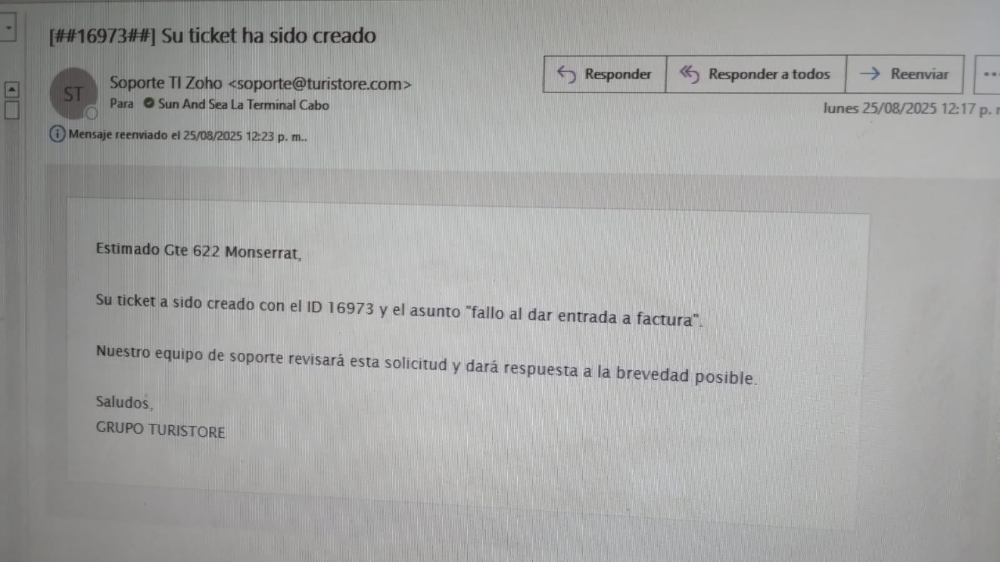 [##16973##] Su ticket ha sido creado
ST
Soporte TI Zoho <soporte@turistore.com>
Para Sun And Sea La Terminal Cabo
Responder
Responder a todos
Reenviar
lunes 25/08/2025 12:17 p.
Mensaje reenviado el 25/08/2025 12:23 p. m..
Estimado Gte 622 Monserrat,
Su ticket a sido creado con el ID 16973 y el asunto "fallo al dar entrada a factura".
Nuestro equipo de soporte revisará esta solicitud y dará respuesta a la brevedad posible.
Saludos,
GRUPO TURISTORE